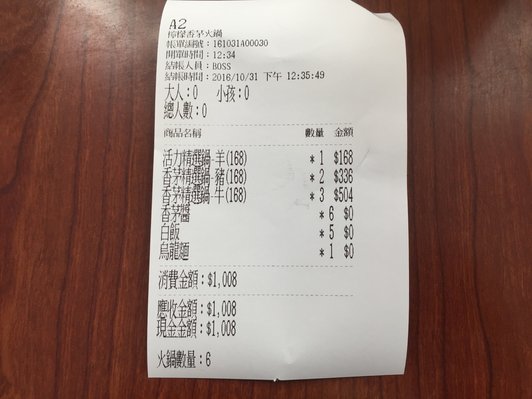 A2
檸檬香茅火鍋
帳單編號：161031A00030
開單時間：12:34
結帳人員：BOSS
結帳時間：2016/10/31 下午 12:35:49
大人：0 小孩：0
總人數：0
商品名稱 數量 金額
活力精選鍋-羊(168) * 1 $168
香茅精選鍋-豬(168) * 2 $336
香茅精選鍋-牛(168) * 3 $504
香茅醬 * 6 $0
白飯 * 5 $0
烏龍麵 * 1 $0
消費金額：$1,008
應收金額：$1,008
現金金額：$1,008
火鍋數量：6